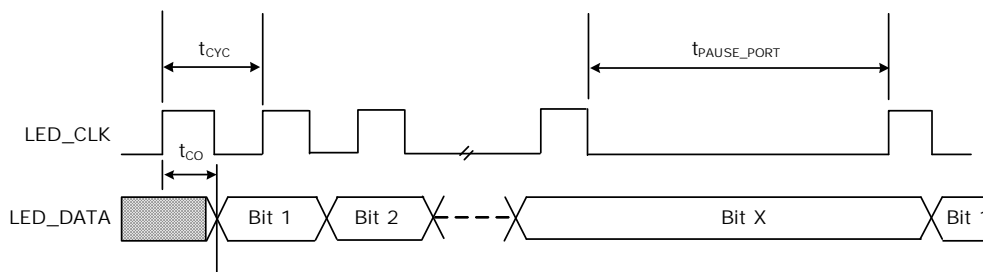 tCYC
tPAUSE_PORT
LED_CLK
tCO
LED_DATA
Bit 1
Bit 2
Bit X
Bit 1